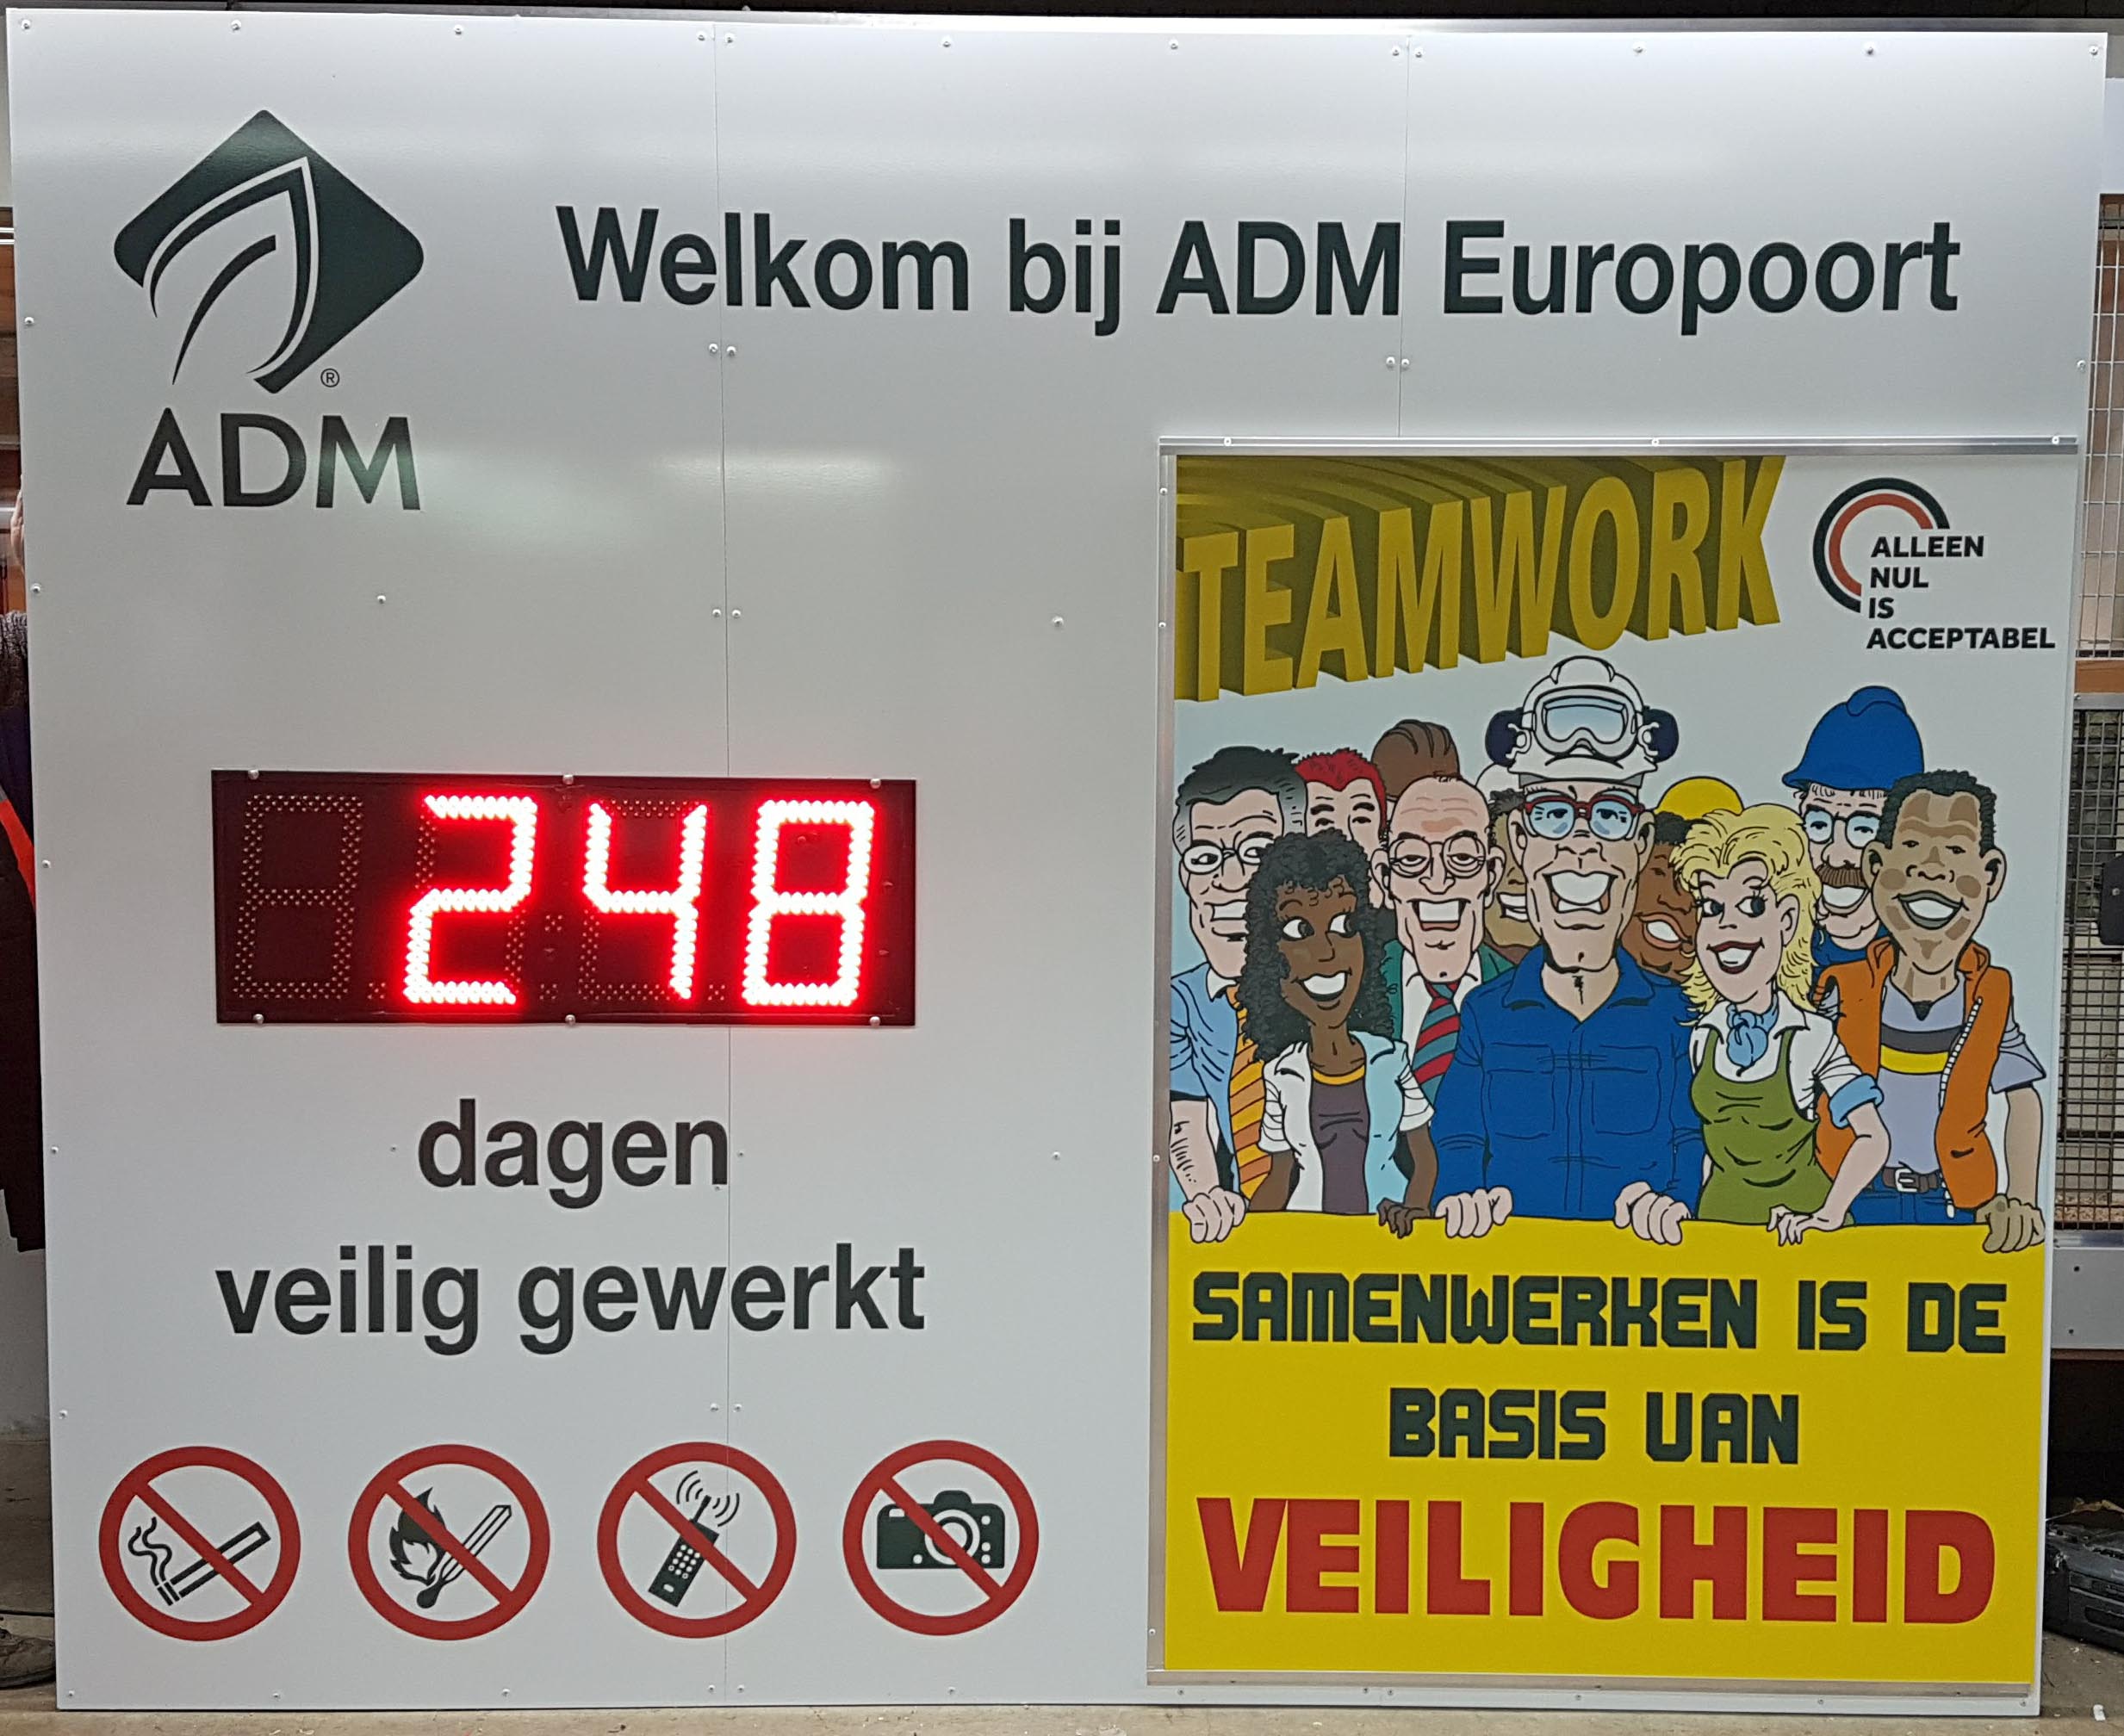 Welkom bij ADM Europoort
®
ADM
TEAMWORK
ALLEEN
NUL
IS
ACCEPTABEL
248
dagen
veilig gewerkt
SAMENWERKEN IS DE
BASIS VAN
VEILIGHEID